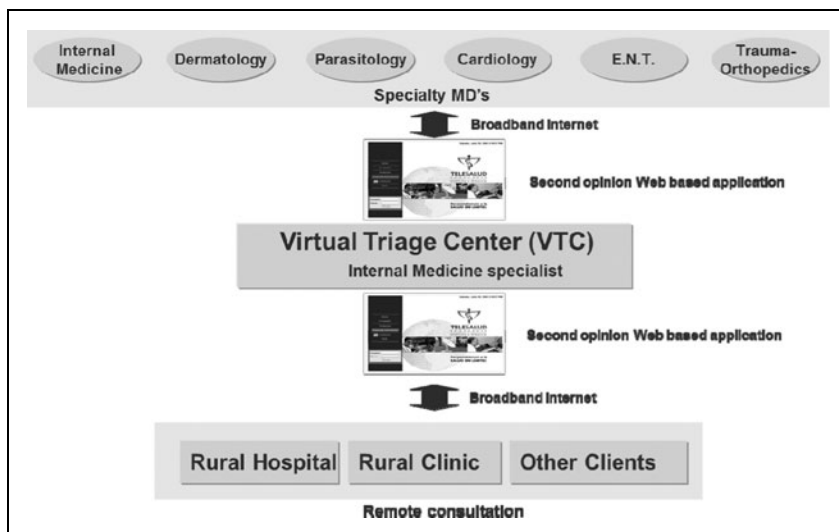 Internal
Medicine
Dermatology
Parasitology
Cardiology
E.N.T.
Trauma-
Orthopedics
Specialty MD's
Broadband Internet
TELESALUD
Second opinion Web based application
Virtual Triage Center (VTC)
Internal Medicine specialist
TELESALUD
Second opinion Web based application
Broadband Internet
Rural Hospital
Rural Clinic
Other Clients
Remote consultation